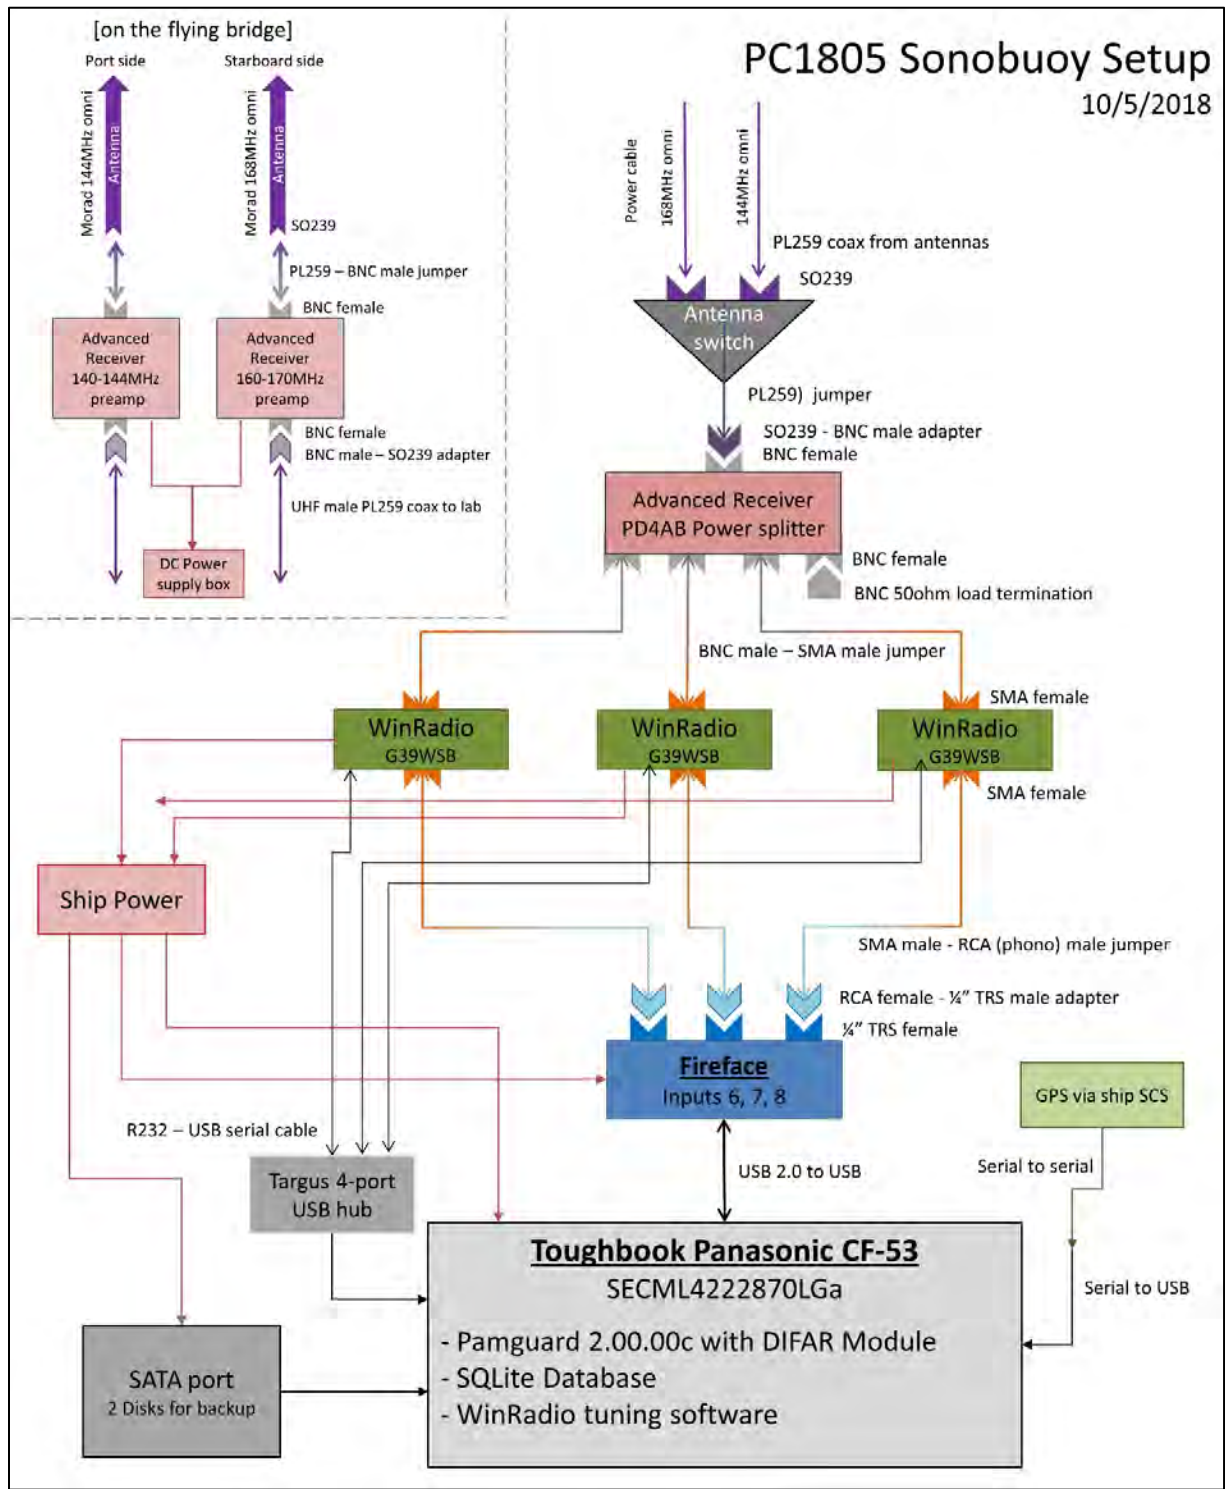 [on the flying bridge]
Port side
Starboard side
Morad 144MHz omni
Antenna
Morad 168MHz omni
Antenna
SO239
PL259 – BNC male jumper
BNC female
Advanced
Receiver
140-144MHz
preamp
Advanced
Receiver
160-170MHz
preamp
BNC female
BNC male – SO239 adapter
UHF male PL259 coax to lab
DC Power
supply box
PC1805 Sonobuoy Setup
10/5/2018
Power cable
168MHz omni
144MHz omni
PL259 coax from antennas
SO239
Antenna
switch
PL259) jumper
SO239 - BNC male adapter
BNC female
Advanced Receiver
PD4AB Power splitter
BNC female
BNC 50ohm load termination
BNC male – SMA male jumper
SMA female
WinRadio
G39WSB
WinRadio
G39WSB
WinRadio
G39WSB
SMA female
Ship Power
SMA male - RCA (phono) male jumper
RCA female - ¼” TRS male adapter
¼” TRS female
Fireface
Inputs 6, 7, 8
GPS via ship SCS
R232 – USB serial cable
Targus 4-port
USB hub
USB 2.0 to USB
Serial to serial
Serial to USB
Toughbook Panasonic CF-53
SECML4222870LGa
- Pamguard 2.00.00c with DIFAR Module
- SQLite Database
- WinRadio tuning software
SATA port
2 Disks for backup